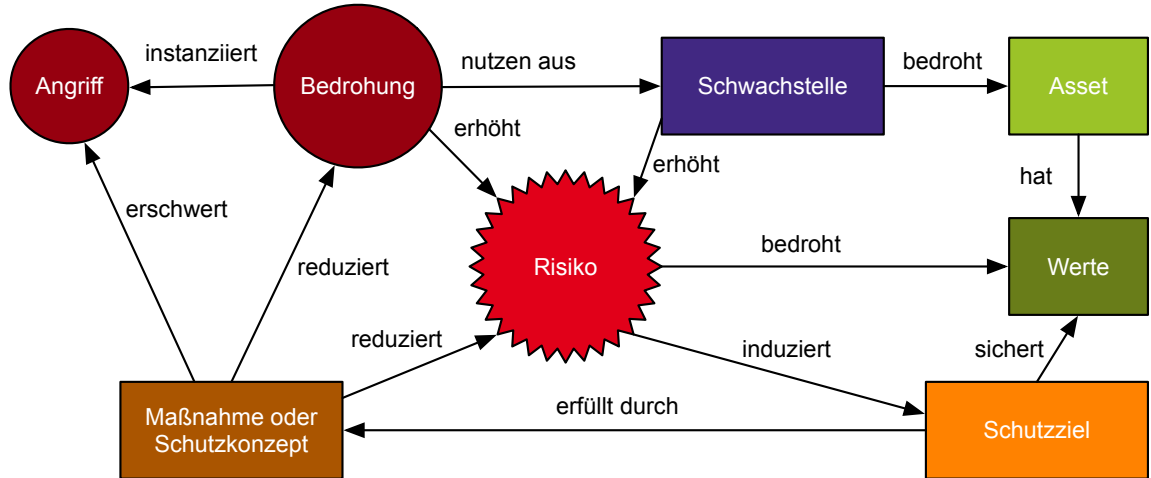 instanziiert
nutzen aus
bedroht
Angriff
Bedrohung
Schwachstelle
Asset
erhöht
erhöht
hat
erschwert
reduziert
bedroht
Risiko
Werte
reduziert
induziert
sichert
erfüllt durch
Maßnahme oder
Schutzkonzept
Schutzziel